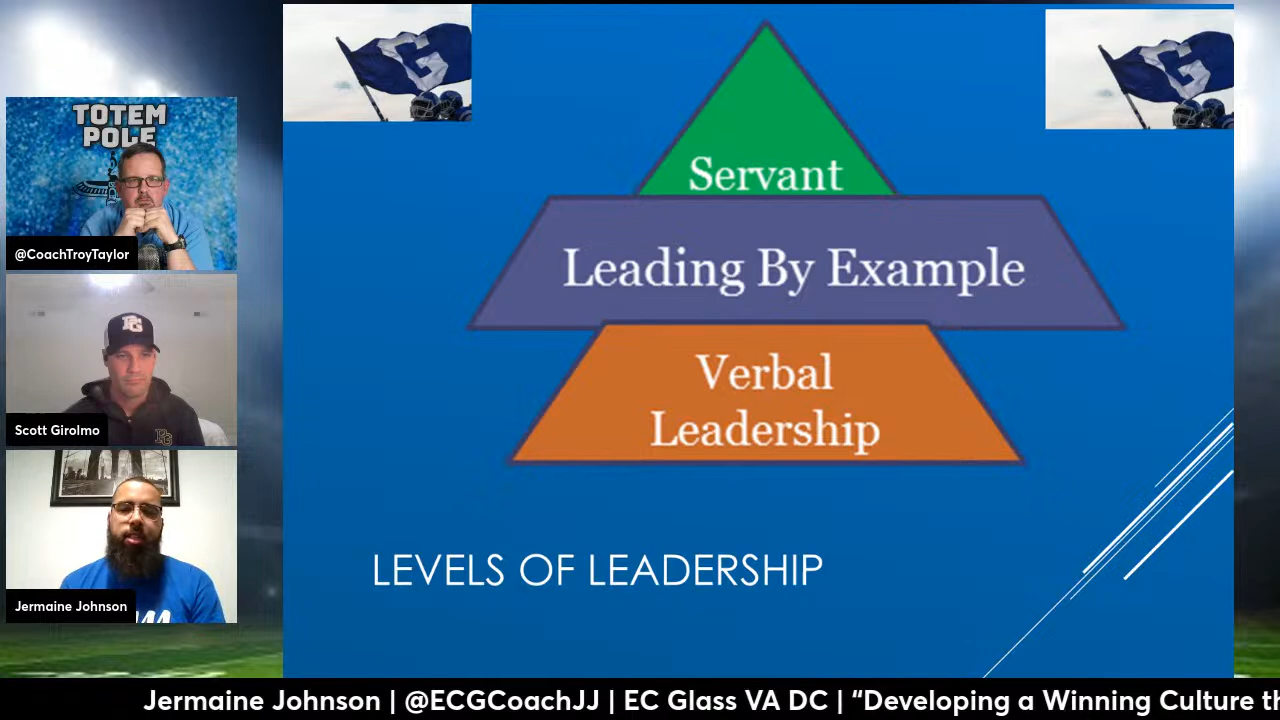 TOTEM
POLE
@CoachTroyTaylor
Scott Girolmo
Jermaine Johnson
G
G
Servant
Leading By Example
Verbal
Leadership
LEVELS OF LEADERSHIP
Jermaine Johnson | @ECGCoachJJ | EC Glass VA DC | “Developing a Winning Culture th